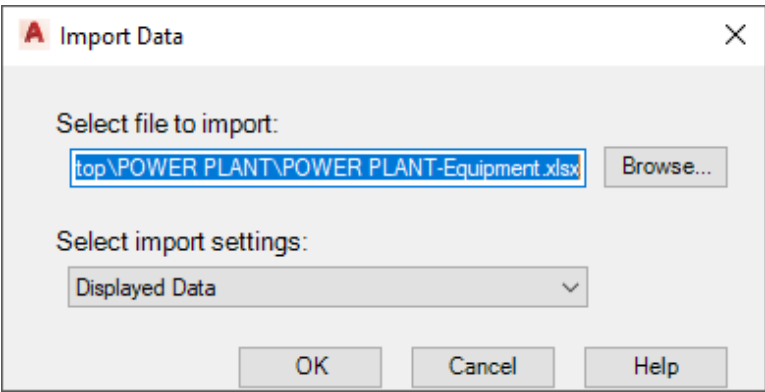 Import Data
Select file to import:
top\POWER PLANT\POWER PLANT-Equipment.xlsx Browse...
Select import settings:
Displayed Data
OK Cancel Help